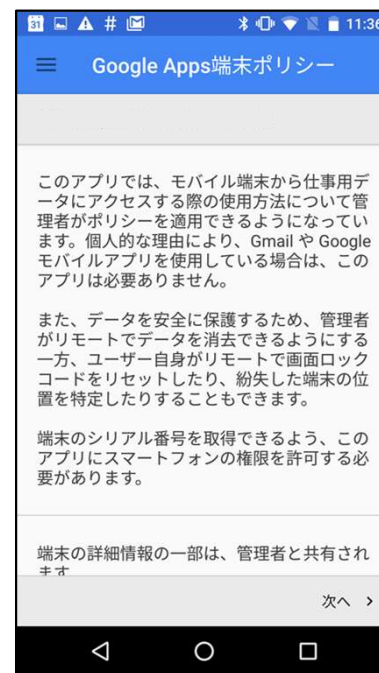 31 # 11:36
Google Apps端末ポリシー
このアプリでは、モバイル端末から仕事用デ
ータにアクセスする際の使用方法について管
理者がポリシーを適用できるようになってい
ます。個人的な理由により、Gmail や Google
モバイルアプリを使用している場合は、この
アプリは必要ありません。
また、データを安全に保護するため、管理者
がリモートでデータを消去できるようにする
一方、ユーザー自身がリモートで画面ロック
コードをリセットしたり、紛失した端末の位
置を特定したりすることもできます。
端末のシリアル番号を取得できるよう、この
アプリにスマートフォンの権限を許可する必
要があります。
端末の詳細情報の一部は、管理者と共有され
ます
次へ